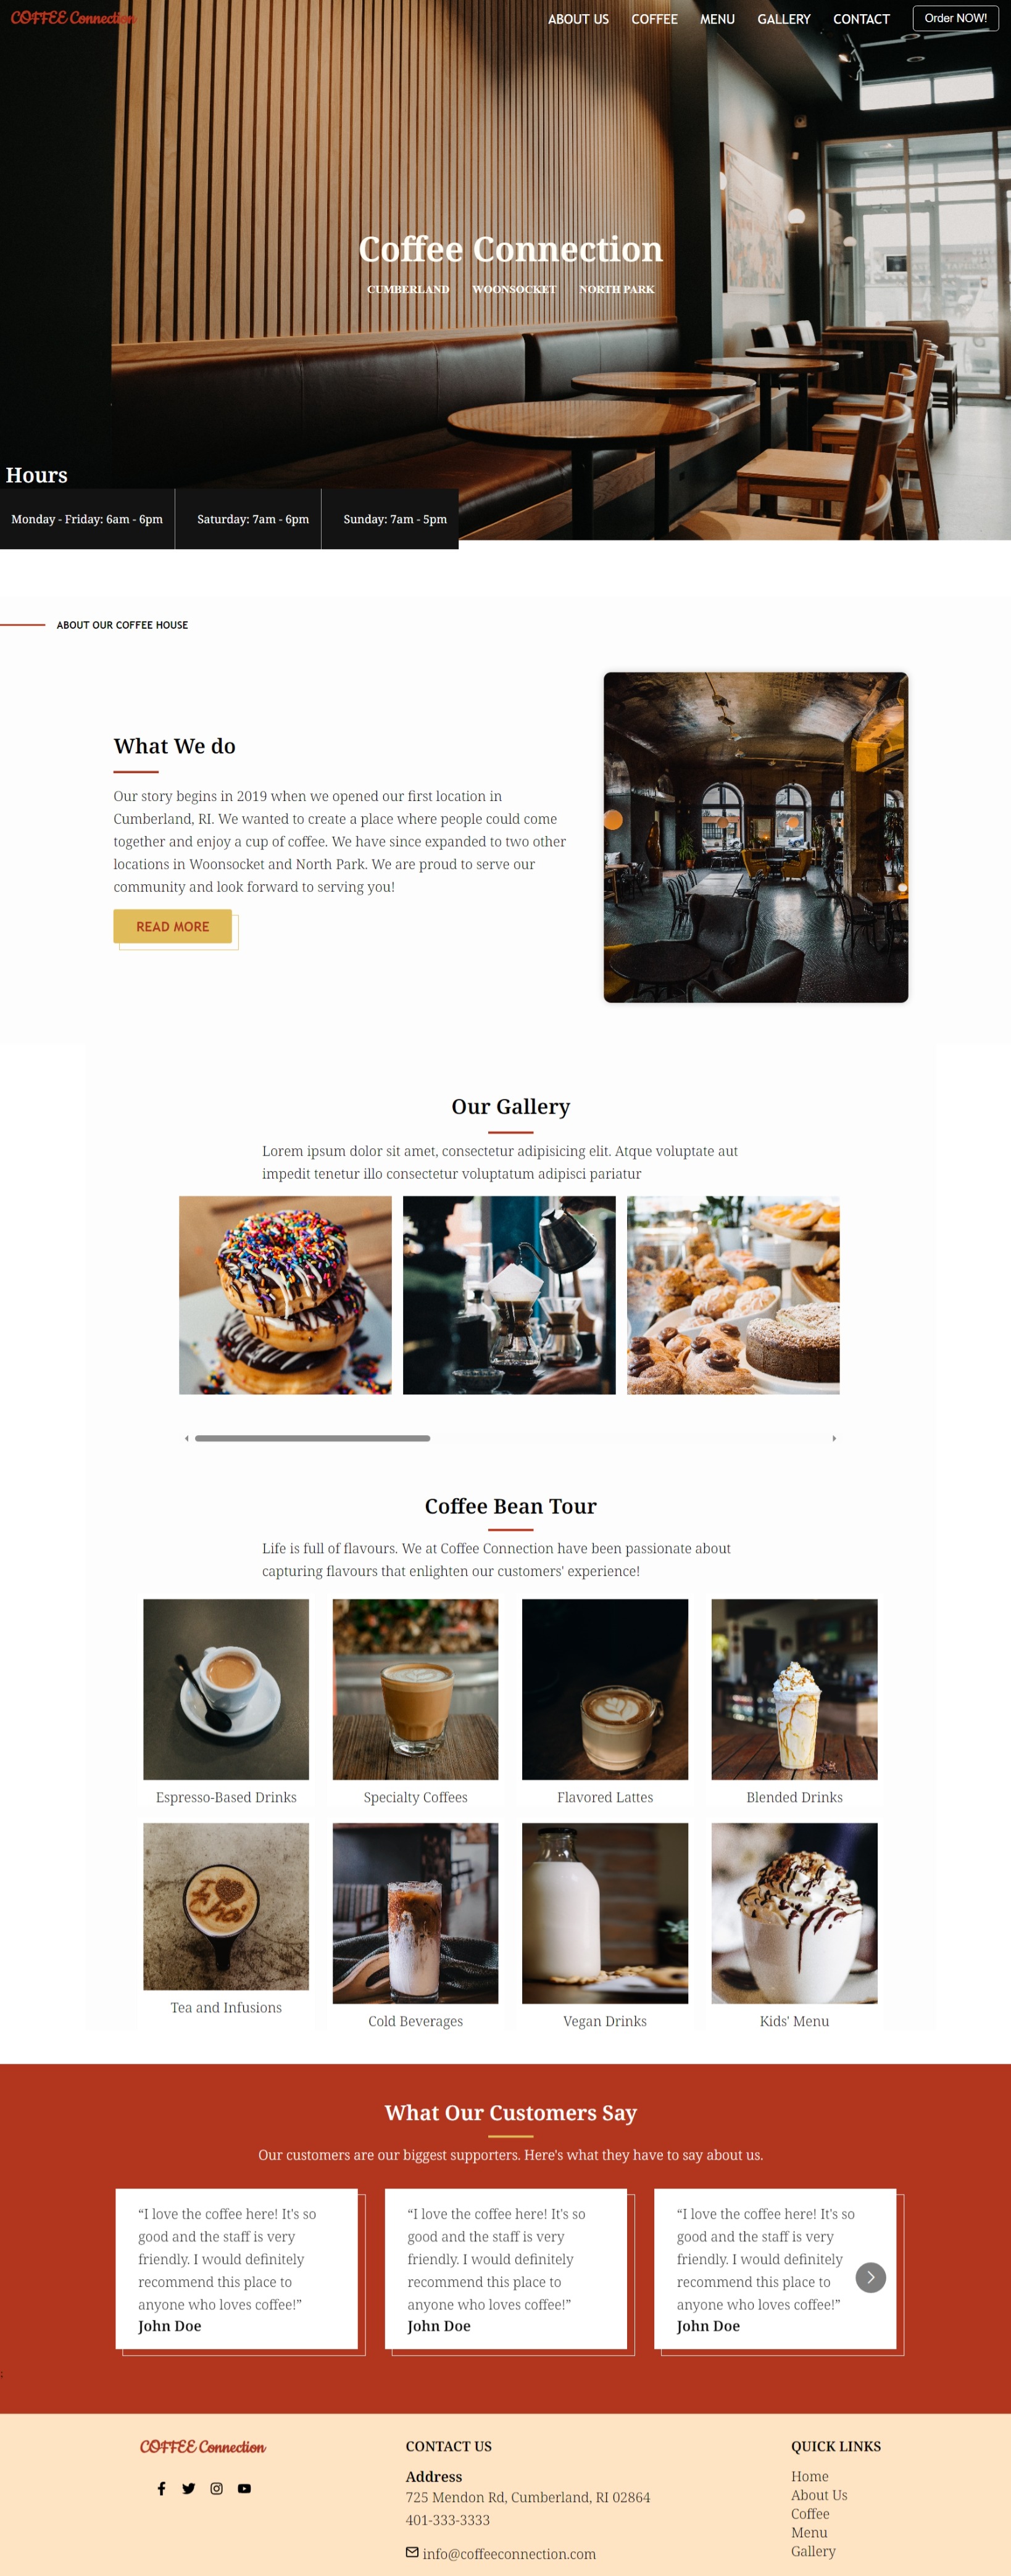 COFFEE Connection
ABOUT US COFFEE MENU GALLERY CONTACT Order NOW!
Coffee Connection
CUMBERLAND WOONSOCKET NORTH PARK
Hours
Monday - Friday: 6am - 6pm Saturday: 7am - 6pm Sunday: 7am - 5pm
ABOUT OUR COFFEE HOUSE
What We do
Our story begins in 2019 when we opened our first location in
Cumberland, RI. We wanted to create a place where people could come
together and enjoy a cup of coffee. We have since expanded to two other
locations in Woonsocket and North Park. We are proud to serve our
community and look forward to serving you!
READ MORE
Our Gallery
Lorem ipsum dolor sit amet, consectetur adipisicing elit. Atque voluptate aut
impedit tenetur illo consectetur voluptatum adipisci pariatur
Coffee Bean Tour
Life is full of flavours. We at Coffee Connection have been passionate about
capturing flavours that enlighten our customers' experience!
Espresso-Based Drinks Specialty Coffees Flavored Lattes Blended Drinks
I
Chai
Tea and Infusions Cold Beverages Vegan Drinks Kids' Menu
What Our Customers Say
Our customers are our biggest supporters. Here's what they have to say about us.
“I love the coffee here! It's so
good and the staff is very
friendly. I would definitely
recommend this place to
anyone who loves coffee!”
John Doe
“I love the coffee here! It's so
good and the staff is very
friendly. I would definitely
recommend this place to
anyone who loves coffee!”
John Doe
“I love the coffee here! It's so
good and the staff is very
friendly. I would definitely
recommend this place to
anyone who loves coffee!”
John Doe
;
COFFEE Connection
CONTACT US
Address
725 Mendon Rd, Cumberland, RI 02864
401-333-3333
info@coffeeconnection.com
QUICK LINKS
Home
About Us
Coffee
Menu
Gallery